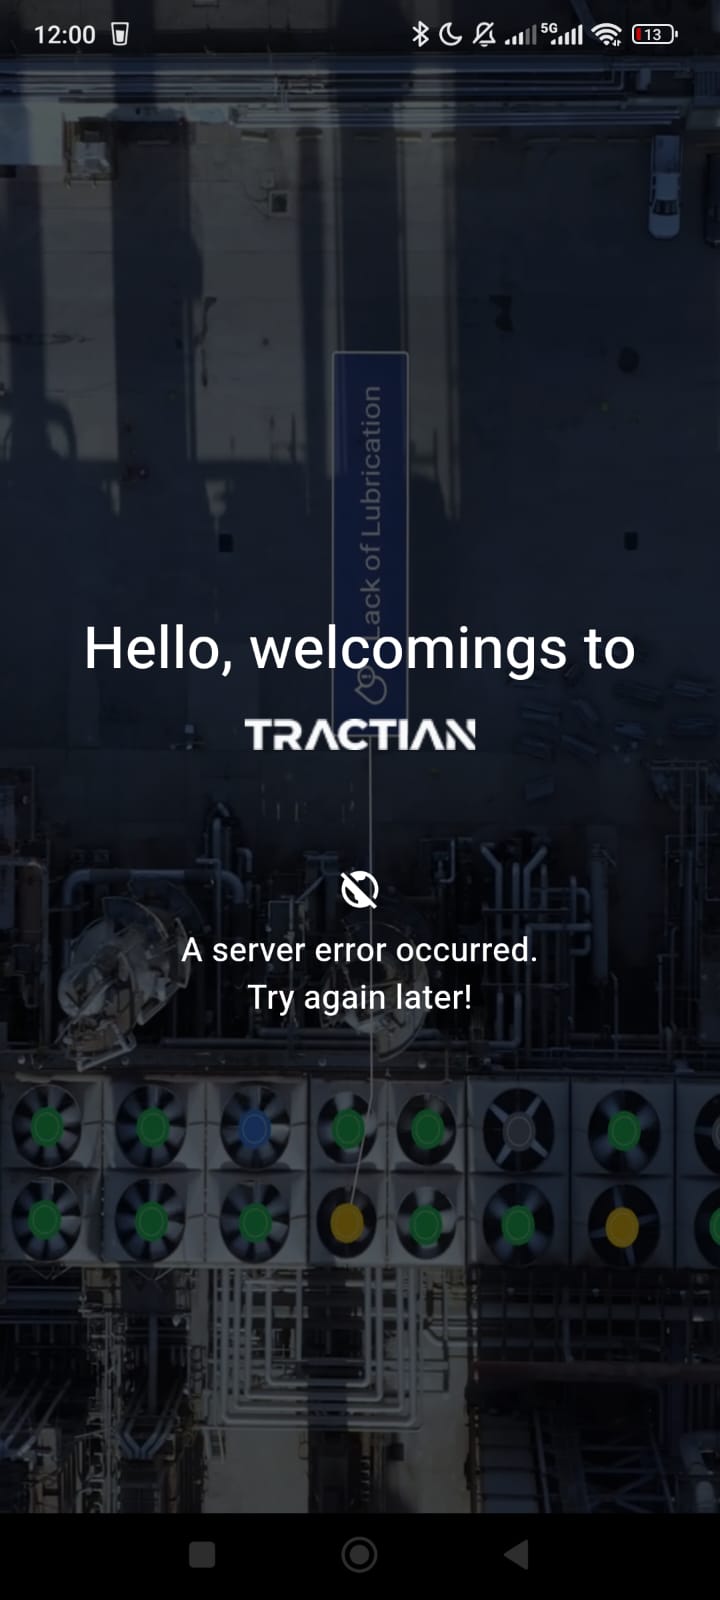 12:00
5G
13
Lack of Lubrication
Hello, welcomings to
TRACTIAN
A server error occurred.
Try again later!